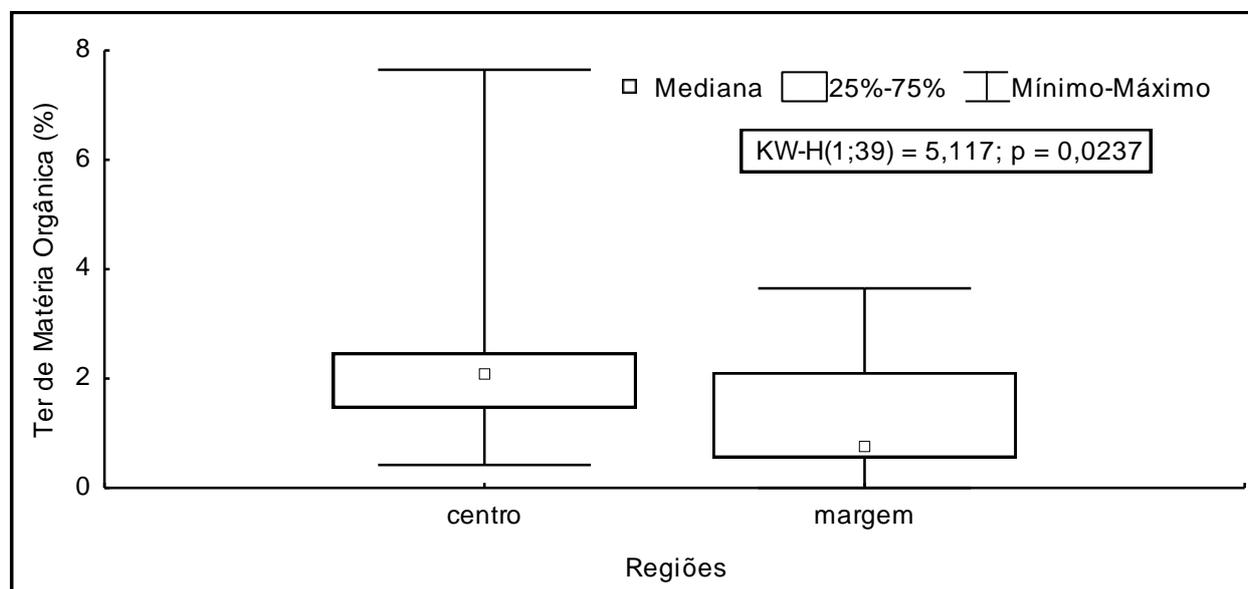 8
Mediana 25%-75% Mínimo-Máximo
KW-H(1;39) = 5,117; p = 0,0237
6
4
2
0
Ter de Matéria Orgânica (%)
centro margem
Regiões